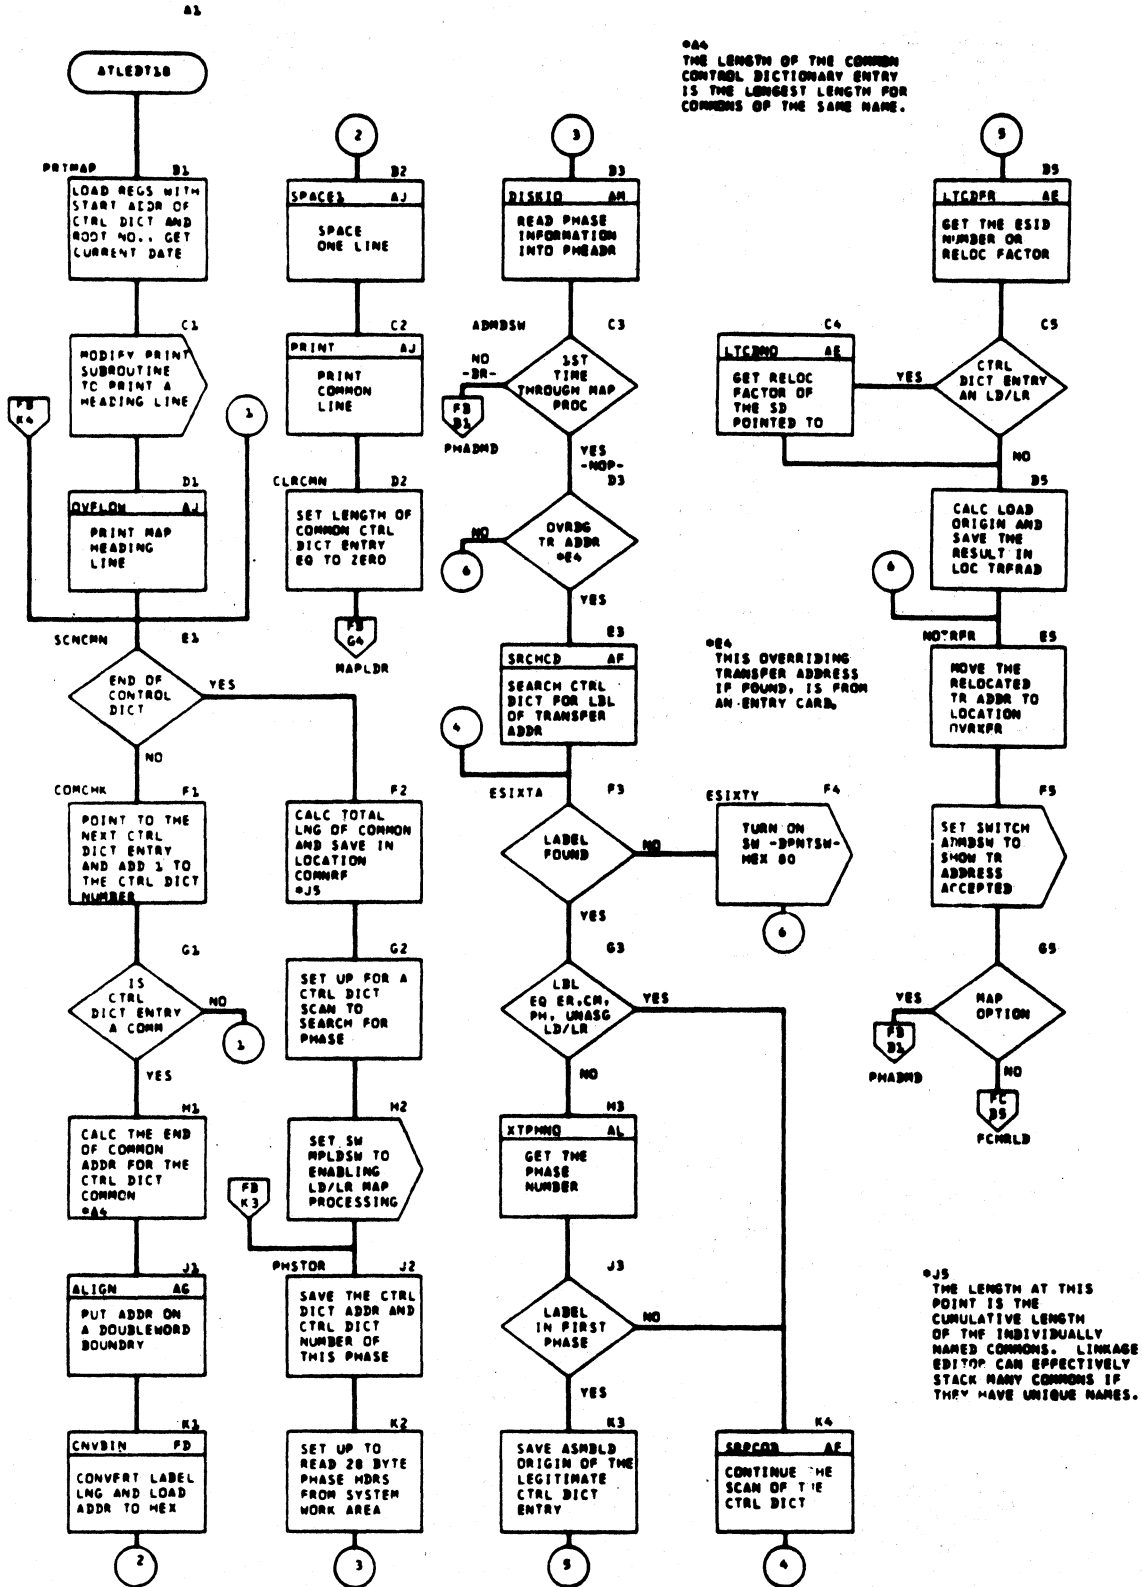 A1
ATLEDT10
PRTMAP B1
LOAD REGS WITH
START ADDR OF
CTRL DICT AND
ROOT NO., GET
CURRENT DATE
C1
MODIFY PRINT
SUBROUTINE
TO PRINT A
HEADING LINE
FB
K4
1
D1
OVFLOW AJ
PRINT MAP
HEADING
LINE
SCNCMN E1
END OF
CONTROL
DICT
YES
NO
COMCHK F1
POINT TO THE
NEXT CTRL
DICT ENTRY
AND ADD 1 TO
THE CTRL DICT
NUMBER
G1
IS
CTRL
DICT ENTRY
A COMM
NO
1
YES
H1
CALC THE END
OF COMMON
ADDR FOR THE
CTRL DICT
COMMON
*A4
J1
ALIGN AG
PUT ADDR ON
A DOUBLEWORD
BOUNDRY
K1
CNVBIN FD
CONVERT LABEL
LNG AND LOAD
ADDR TO HEX
2
2
B2
SPACE1 AJ
SPACE
ONE LINE
C2
PRINT AJ
PRINT
COMMON
LINE
CLRCMN D2
SET LENGTH OF
COMMON CTRL
DICT ENTRY
EQ TO ZERO
FB
G4
MAPLDR
F2
CALC TOTAL
LNG OF COMMON
AND SAVE IN
LOCATION
COMNRF
*J5
G2
SET UP FOR A
CTRL DICT
SCAN TO
SEARCH FOR
PHASE
H2
SET SW
MPLDSW TO
ENABLING
LD/LR MAP
PROCESSING
FB
K3
PHSTOR J2
SAVE THE CTRL
DICT ADDR AND
CTRL DICT
NUMBER OF
THIS PHASE
K2
SET UP TO
READ 28 BYTE
PHASE HDRS
FROM SYSTEM
WORK AREA
3
3
B3
DISKIO AM
READ PHASE
INFORMATION
INTO PHEADR
ADMDSW C3
1ST
TIME
THROUGH MAP
PROC
NO
-BR-
FB
B1
PHADMD
YES
-NOP-
D3
OVRDG
TR ADDR
*E4
NO
6
YES
E3
SRCHCD AF
SEARCH CTRL
DICT FOR LBL
OF TRANSFER
ADDR
4
ESIXTA F3
LABEL
FOUND
NO
YES
G3
LBL
EQ ER,CM,
PH, UNASG
LD/LR
YES
NO
H3
XTPHNO AL
GET THE
PHASE
NUMBER
J3
LABEL
IN FIRST
PHASE
NO
YES
K3
SAVE ASMBLD
ORIGIN OF THE
LEGITIMATE
CTRL DICT
ENTRY
5
*A4
THE LENGTH OF THE COMMON
CONTROL DICTIONARY ENTRY
IS THE LONGEST LENGTH FOR
COMMONS OF THE SAME NAME.
C4
LTCDNO AE
GET RELOC
FACTOR OF
THE SD
POINTED TO
*E4
THIS OVERRIDING
TRANSFER ADDRESS
IF FOUND, IS FROM
AN ENTRY CARD.
ESIXTY F4
TURN ON
SW -DPNTSW-
HEX 80
6
K4
AF
CONTINUE THE
SCAN OF THE
CTRL DICT
4
5
B5
LTCDFR AE
GET THE ESID
NUMBER OR
RELOC FACTOR
C5
CTRL
DICT ENTRY
AN LD/LR
YES
NO
D5
CALC LOAD
ORIGIN AND
SAVE THE
RESULT IN
LOC TRFRAD
6
NOTRFR E5
MOVE THE
RELOCATED
TR ADDR TO
LOCATION
OVRXFR
F5
SET SWITCH
ADMDSW TO
SHOW TR
ADDRESS
ACCEPTED
G5
MAP
OPTION
YES
FB
B1
PHADMD
NO
FC
B5
FCHRLD
*J5
THE LENGTH AT THIS
POINT IS THE
CUMULATIVE LENGTH
OF THE INDIVIDUALLY
NAMED COMMONS. LINKAGE
EDITOR CAN EFFECTIVELY
STACK MANY COMMONS IF
THEY HAVE UNIQUE NAMES.